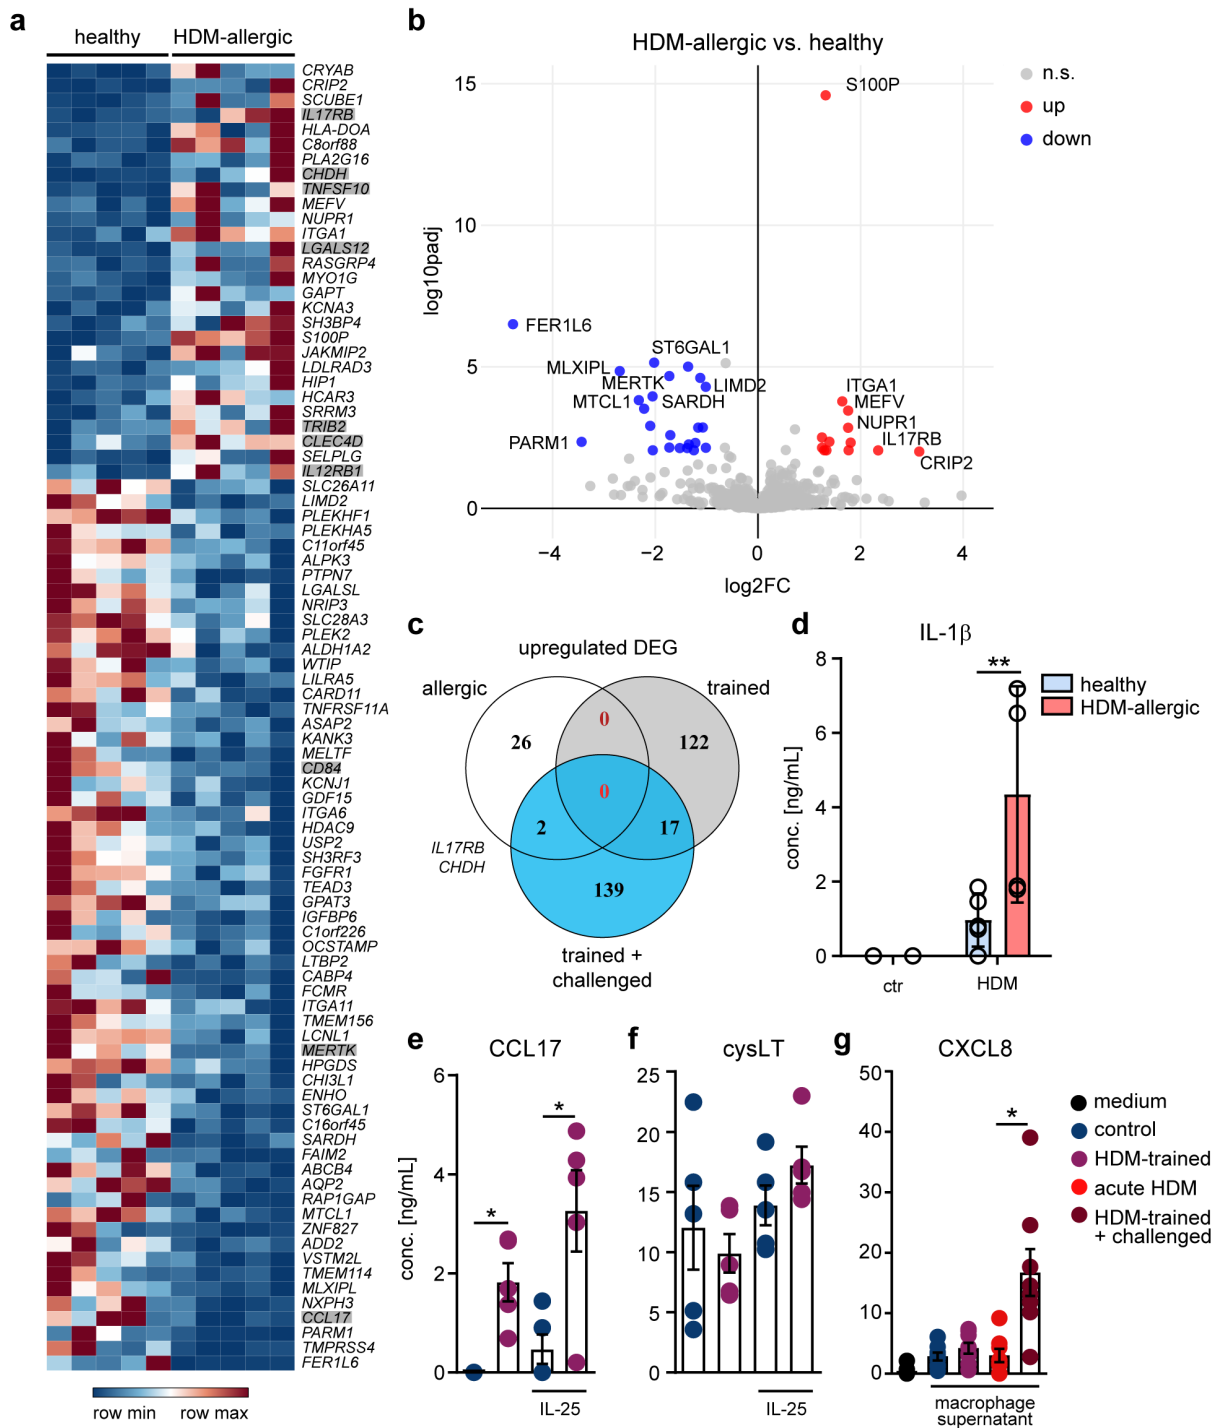 a
healthy
HDM-allergic
CRYAB
CRIP2
SCUBE1
IL17RB
HLA-DOA
C8orf88
PLA2G16
CHDH
TNFSF10
MEFV
NUPR1
ITGA1
LGALS12
RASGRP4
MYO1G
GAPT
KCNA3
SH3BP4
S100P
JAKMIP2
LDLRAD3
HIP1
HCAR3
SRRM3
TRIB2
CLEC4D
SELPLG
IL12RB1
SLC26A11
LIMD2
PLEKHF1
PLEKHA5
C11orf45
ALPK3
PTPN7
LGALSL
NRIP3
SLC28A3
PLEK2
ALDH1A2
WTIP
LILRA5
CARD11
TNFRSF11A
ASAP2
KANK3
MELTF
CD84
KCNJ1
GDF15
ITGA6
HDAC9
USP2
SH3RF3
FGFR1
TEAD3
GPAT3
IGFBP6
C1orf226
OCSTAMP
LTBP2
CABP4
FCMR
ITGA11
TMEM156
LCNL1
MERTK
HPGDS
CHI3L1
ENHO
ST6GAL1
C16orf45
SARDH
FAIM2
ABCB4
AQP2
RAP1GAP
MTCL1
ZNF827
ADD2
VSTM2L
TMEM114
MLXIPL
NXPH3
CCL17
PARM1
TMPRSS4
FER1L6
row min
row max
b
HDM-allergic vs. healthy
n.s.
up
down
log10padj
15
10
5
0
S100P
FER1L6
ST6GAL1
MLXIPL
MERTK
LIMD2
MTCL1
SARDH
PARM1
ITGA1
MEFV
NUPR1
IL17RB
CRIP2
−4
−2
0
2
4
log2FC
c
upregulated DEG
allergic
trained
0
26
122
0
2
17
IL17RB
CHDH
139
trained +
challenged
d
IL-1β
**
healthy
HDM-allergic
conc. [ng/mL]
8
6
4
2
0
ctr
HDM
e
CCL17
conc. [ng/mL]
6
4
2
0
*
*
IL-25
f
cysLT
25
20
15
10
5
0
IL-25
g
CXCL8
50
40
30
20
10
0
*
macrophage
supernatant
medium
control
HDM-trained
acute HDM
HDM-trained
+ challenged